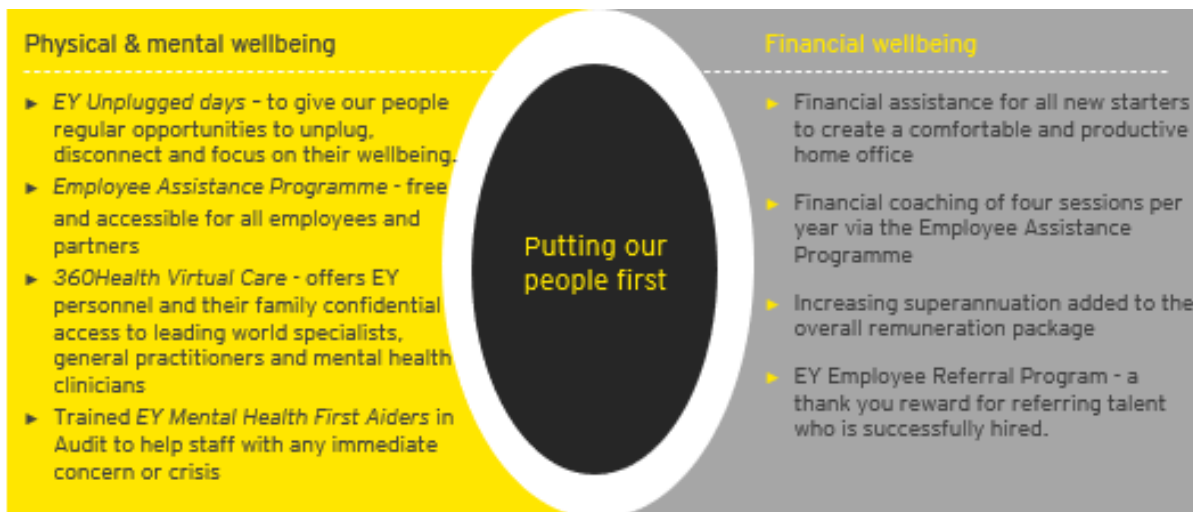 Physical & mental wellbeing
► EY Unplugged days – to give our people
regular opportunities to unplug,
disconnect and focus on their wellbeing.
► Employee Assistance Programme - free
and accessible for all employees and
partners
► 360Health Virtual Care - offers EY
personnel and their family confidential
access to leading world specialists,
general practitioners and mental health
clinicians
► Trained EY Mental Health First Aiders in
Audit to help staff with any immediate
concern or crisis
Putting our
people first
Financial wellbeing
► Financial assistance for all new starters
to create a comfortable and productive
home office
► Financial coaching of four sessions per
year via the Employee Assistance
Programme
► Increasing superannuation added to the
overall remuneration package
► EY Employee Referral Program - a
thank you reward for referring talent
who is successfully hired.